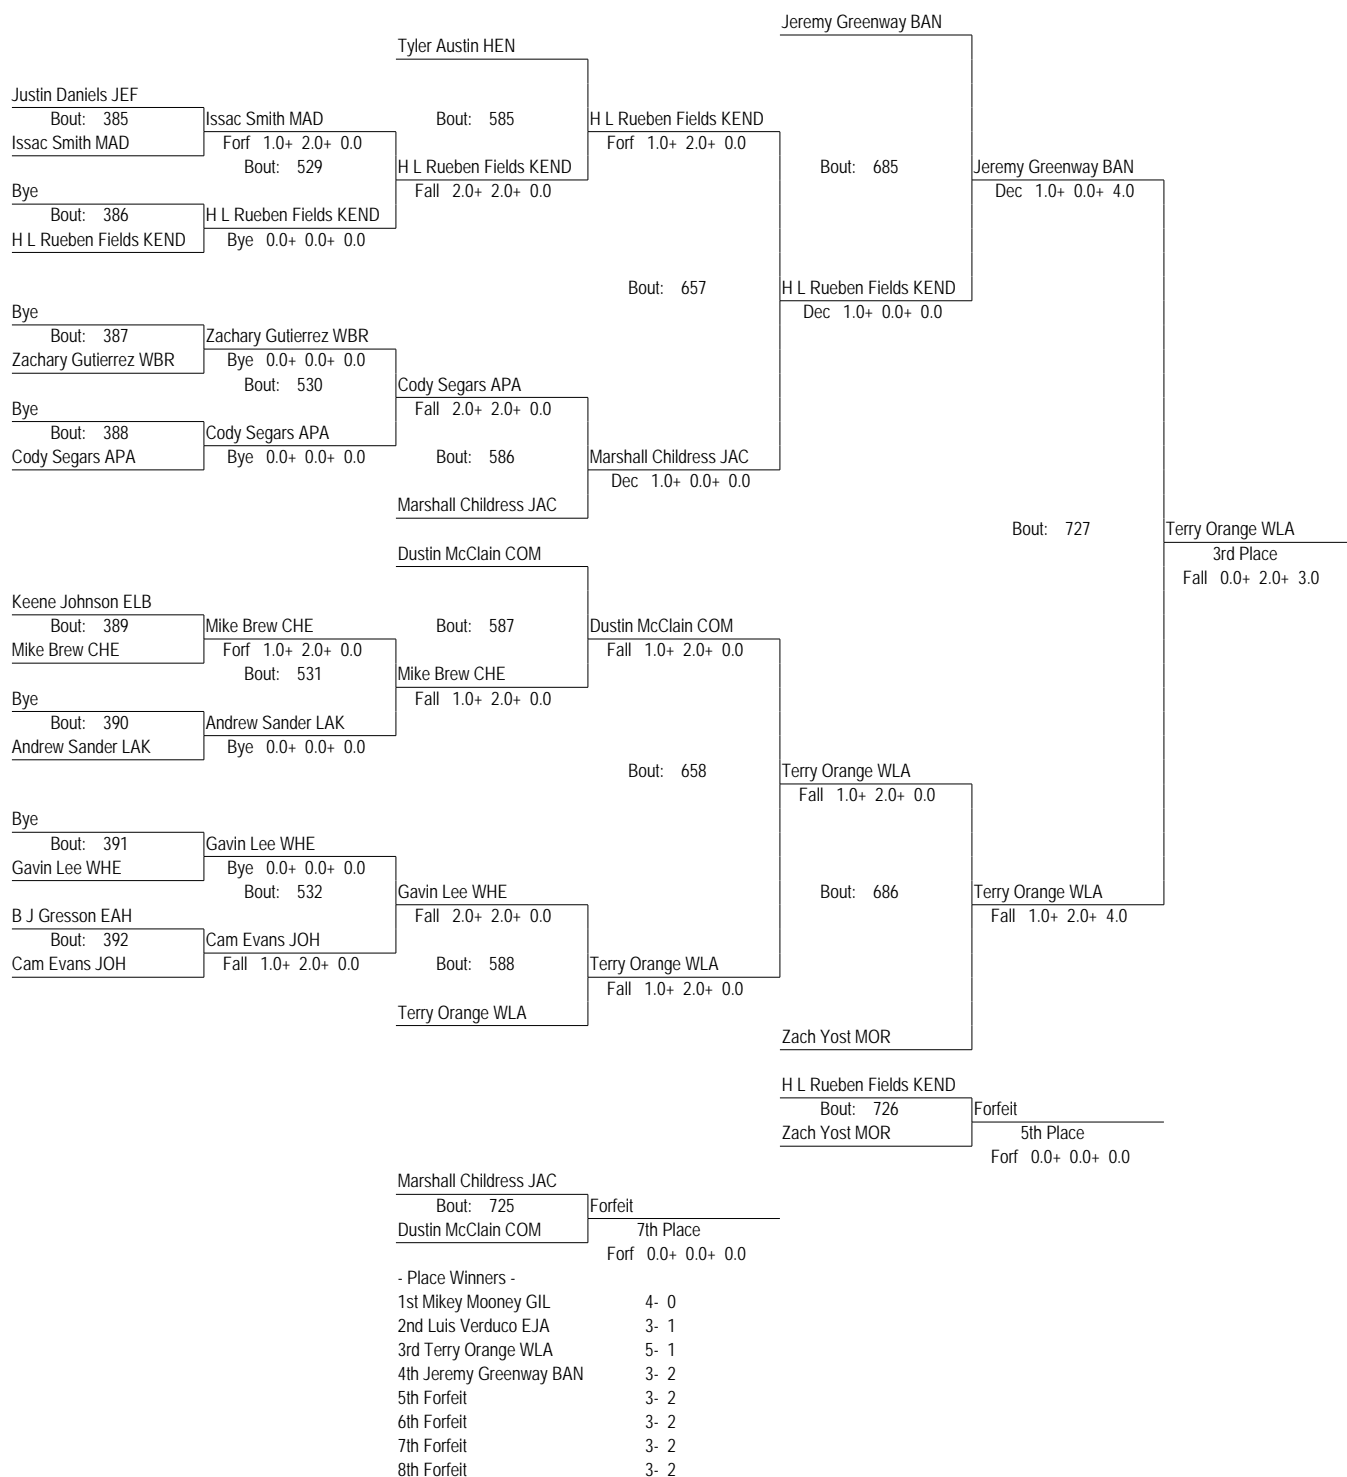 Jeremy Greenway BAN
Tyler Austin HEN
Justin Daniels JEF
Bout: 385
Issac Smith MAD
Issac Smith MAD
Forf 1.0+ 2.0+ 0.0
Bout: 529
Bye
Bout: 386
H L Rueben Fields KEND
H L Rueben Fields KEND
Bye 0.0+ 0.0+ 0.0
Bout: 585
H L Rueben Fields KEND
Fall 2.0+ 2.0+ 0.0
H L Rueben Fields KEND
Forf 1.0+ 2.0+ 0.0
Bout: 685
Jeremy Greenway BAN
Dec 1.0+ 0.0+ 4.0
Bout: 657
H L Rueben Fields KEND
Dec 1.0+ 0.0+ 0.0
Bye
Bout: 387
Zachary Gutierrez WBR
Zachary Gutierrez WBR
Bye 0.0+ 0.0+ 0.0
Bout: 530
Bye
Bout: 388
Cody Segars APA
Cody Segars APA
Bye 0.0+ 0.0+ 0.0
Cody Segars APA
Fall 2.0+ 2.0+ 0.0
Bout: 586
Marshall Childress JAC
Marshall Childress JAC
Dec 1.0+ 0.0+ 0.0
Bout: 727
Terry Orange WLA
3rd Place
Fall 0.0+ 2.0+ 3.0
Dustin McClain COM
Keene Johnson ELB
Bout: 389
Mike Brew CHE
Mike Brew CHE
Forf 1.0+ 2.0+ 0.0
Bout: 531
Bye
Bout: 390
Andrew Sander LAK
Andrew Sander LAK
Bye 0.0+ 0.0+ 0.0
Bout: 587
Mike Brew CHE
Fall 1.0+ 2.0+ 0.0
Dustin McClain COM
Fall 1.0+ 2.0+ 0.0
Bout: 658
Terry Orange WLA
Fall 1.0+ 2.0+ 0.0
Bye
Bout: 391
Gavin Lee WHE
Gavin Lee WHE
Bye 0.0+ 0.0+ 0.0
Bout: 532
B J Gresson EAH
Bout: 392
Cam Evans JOH
Cam Evans JOH
Fall 1.0+ 2.0+ 0.0
Gavin Lee WHE
Fall 2.0+ 2.0+ 0.0
Bout: 588
Terry Orange WLA
Terry Orange WLA
Fall 1.0+ 2.0+ 0.0
Bout: 686
Terry Orange WLA
Fall 1.0+ 2.0+ 4.0
Zach Yost MOR
H L Rueben Fields KEND
Bout: 726
Zach Yost MOR
Forfeit
5th Place
Forf 0.0+ 0.0+ 0.0
Marshall Childress JAC
Bout: 725
Dustin McClain COM
Forfeit
7th Place
Forf 0.0+ 0.0+ 0.0
- Place Winners -
1st Mikey Mooney GIL 4- 0
2nd Luis Verduco EJA 3- 1
3rd Terry Orange WLA 5- 1
4th Jeremy Greenway BAN 3- 2
5th Forfeit 3- 2
6th Forfeit 3- 2
7th Forfeit 3- 2
8th Forfeit 3- 2